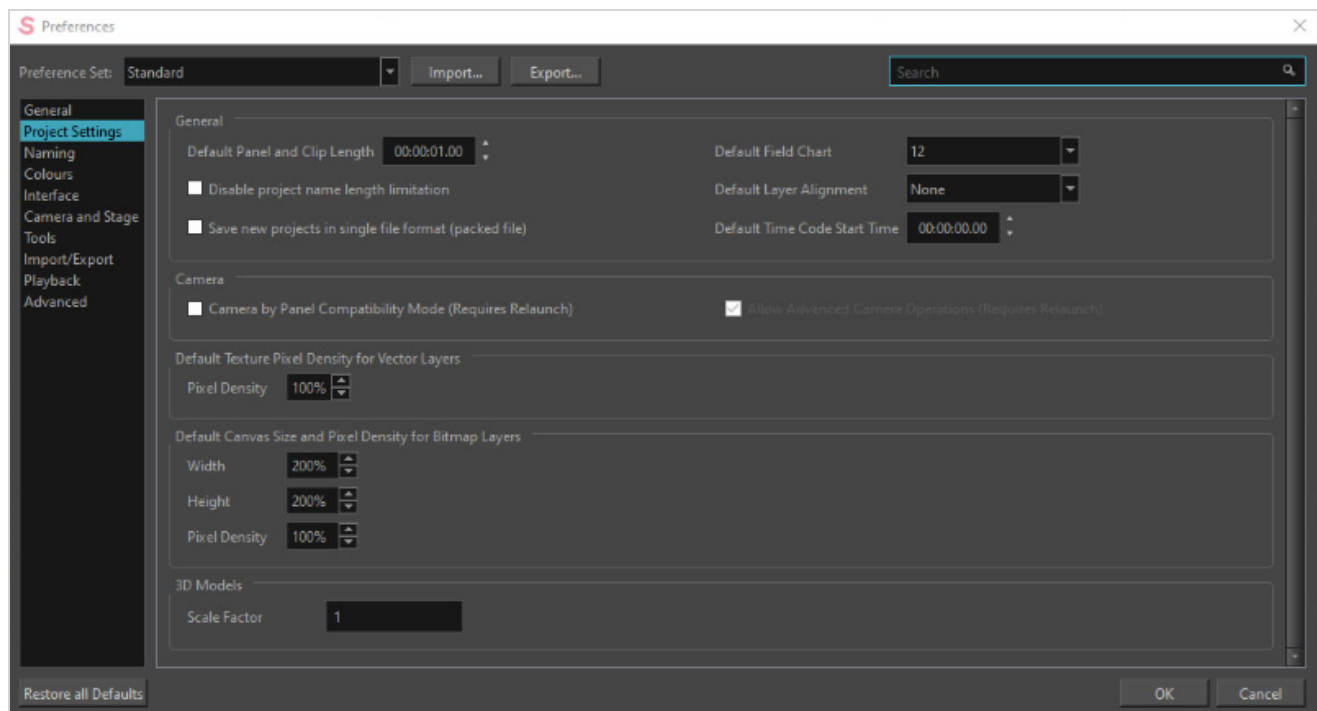 S Preferences
Preference Set: Standard Import... Export... Search
General
Project Settings
Naming
Colours
Interface
Camera and Stage
Tools
Import/Export
Playback
Advanced
General
Default Panel and Clip Length 00:00:01.00 Default Field Chart 12
Disable project name length limitation Default Layer Alignment None
Save new projects in single file format (packed file) Default Time Code Start Time 00:00:00.00
Camera
Camera by Panel Compatibility Mode (Requires Relaunch) Allow Advanced Camera Operations (Requires Relaunch)
Default Texture Pixel Density for Vector Layers
Pixel Density 100%
Default Canvas Size and Pixel Density for Bitmap Layers
Width 200%
Height 200%
Pixel Density 100%
3D Models
Scale Factor 1
Restore all Defaults OK Cancel